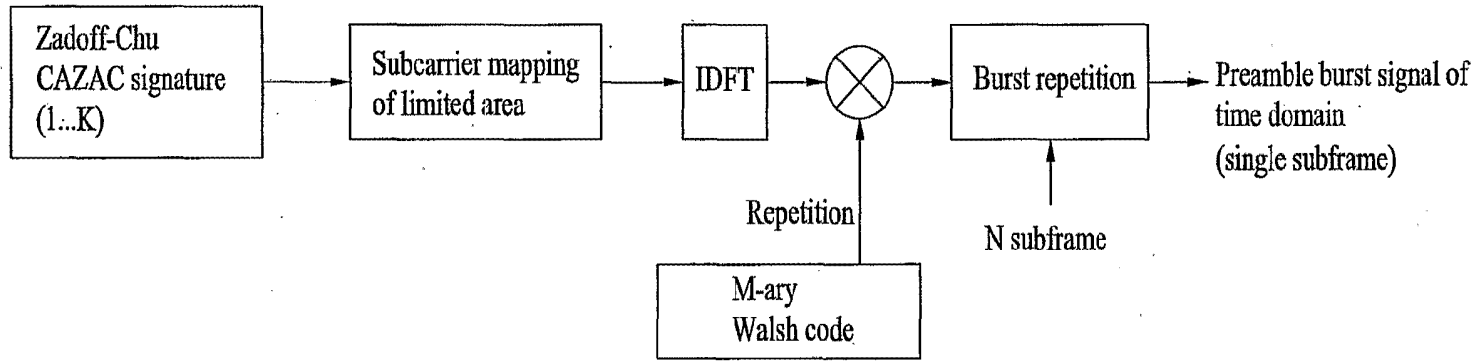 Zadoff-Chu
CAZAC signature
(1...K)
Subcarrier mapping
of limited area
IDFT
Burst repetition
Preamble burst signal of
time domain
(single subframe)
Repetition
N subframe
M-ary
Walsh code